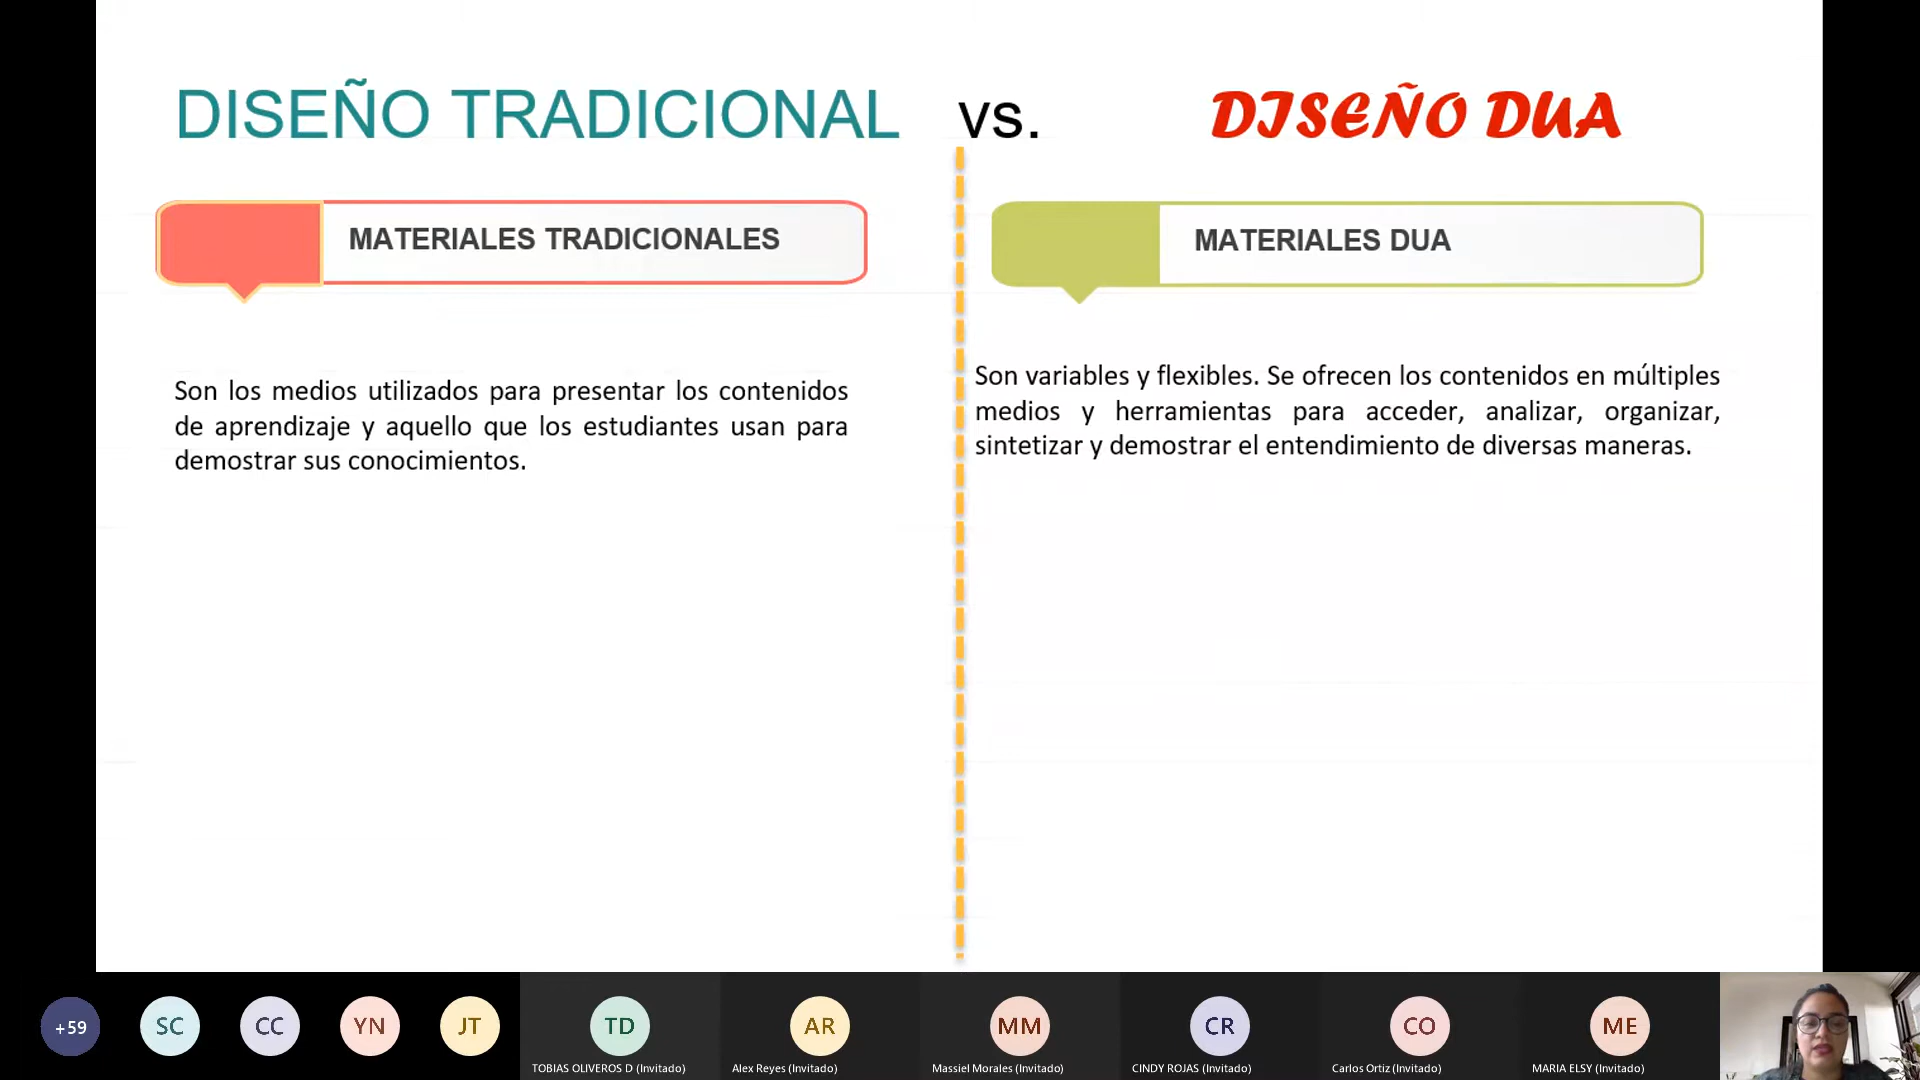 DISEÑO TRADICIONAL vs. DISEÑO DUA
MATERIALES TRADICIONALES
Son los medios utilizados para presentar los contenidos
de aprendizaje y aquello que los estudiantes usan para
demostrar sus conocimientos.
MATERIALES DUA
Son variables y flexibles. Se ofrecen los contenidos en múltiples
medios y herramientas para acceder, analizar, organizar,
sintetizar y demostrar el entendimiento de diversas maneras.
+59 SC CC YN JT TD AR MM CR CO ME
TOBIAS OLIVEROS D (Invitado) Alex Reyes (Invitado) Massiel Morales (Invitado) CINDY ROJAS (Invitado) Carlos Ortiz (Invitado) MARIA ELSY (Invitado)